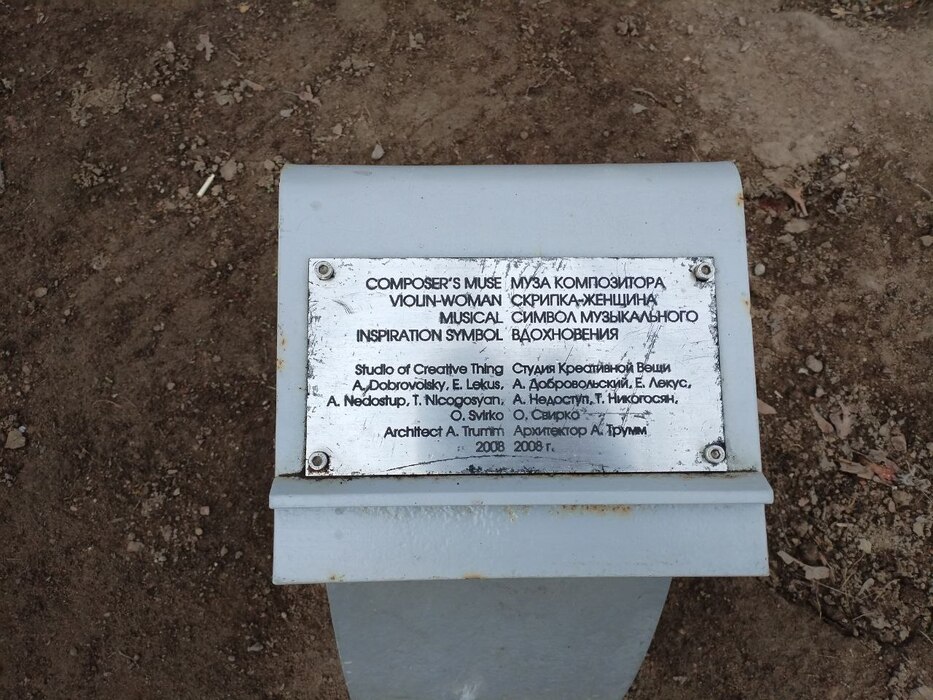 COMPOSER'S MUSE МУЗА КОМПОЗИТОРА
VIOLIN-WOMAN СКРИПКА-ЖЕНЩИНА
MUSICAL СИМВОЛ МУЗЫКАЛЬНОГО
INSPIRATION SYMBOL ВДОХНОВЕНИЯ
Studio of Creative Thing Студия Креативной Вещи
A. Dobrovolsky, E. Lekus, А. Добровольский, Е. Лекус,
A. Nedostup, T. Nicogosyan, А. Недоступ, Т. Никогосян,
O. Svirko О. Свирко
Architect A. Trumm Архитектор А. Трумм
2008 2008 г.